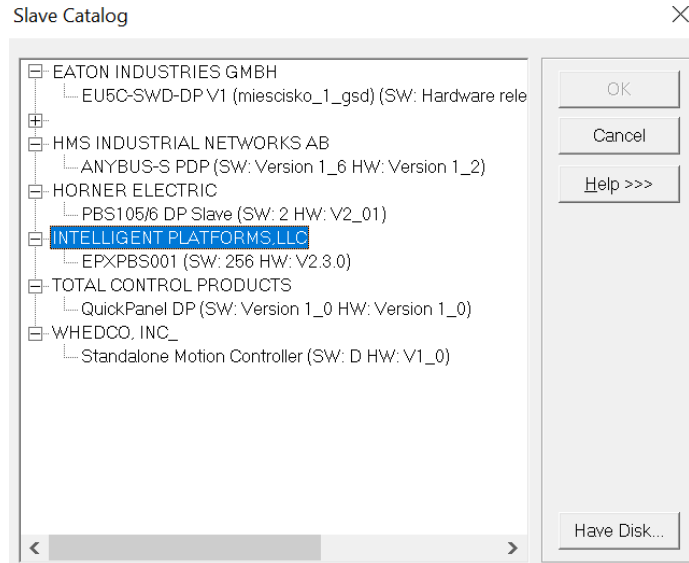 Slave Catalog
EATON INDUSTRIES GMBH
EU5C-SWD-DP V1 (miescisko_1_gsd) (SW: Hardware rele
HMS INDUSTRIAL NETWORKS AB
ANYBUS-S PDP (SW: Version 1_6 HW: Version 1_2)
HORNER ELECTRIC
PBS105/6 DP Slave (SW: 2 HW: V2_01)
INTELLIGENT PLATFORMS,LLC
EPXPBS001 (SW: 256 HW: V2.3.0)
TOTAL CONTROL PRODUCTS
QuickPanel DP (SW: Version 1_0 HW: Version 1_0)
WHEDCO, INC_
Standalone Motion Controller (SW: D HW: V1_0)
OK
Cancel
Help >>>
Have Disk...